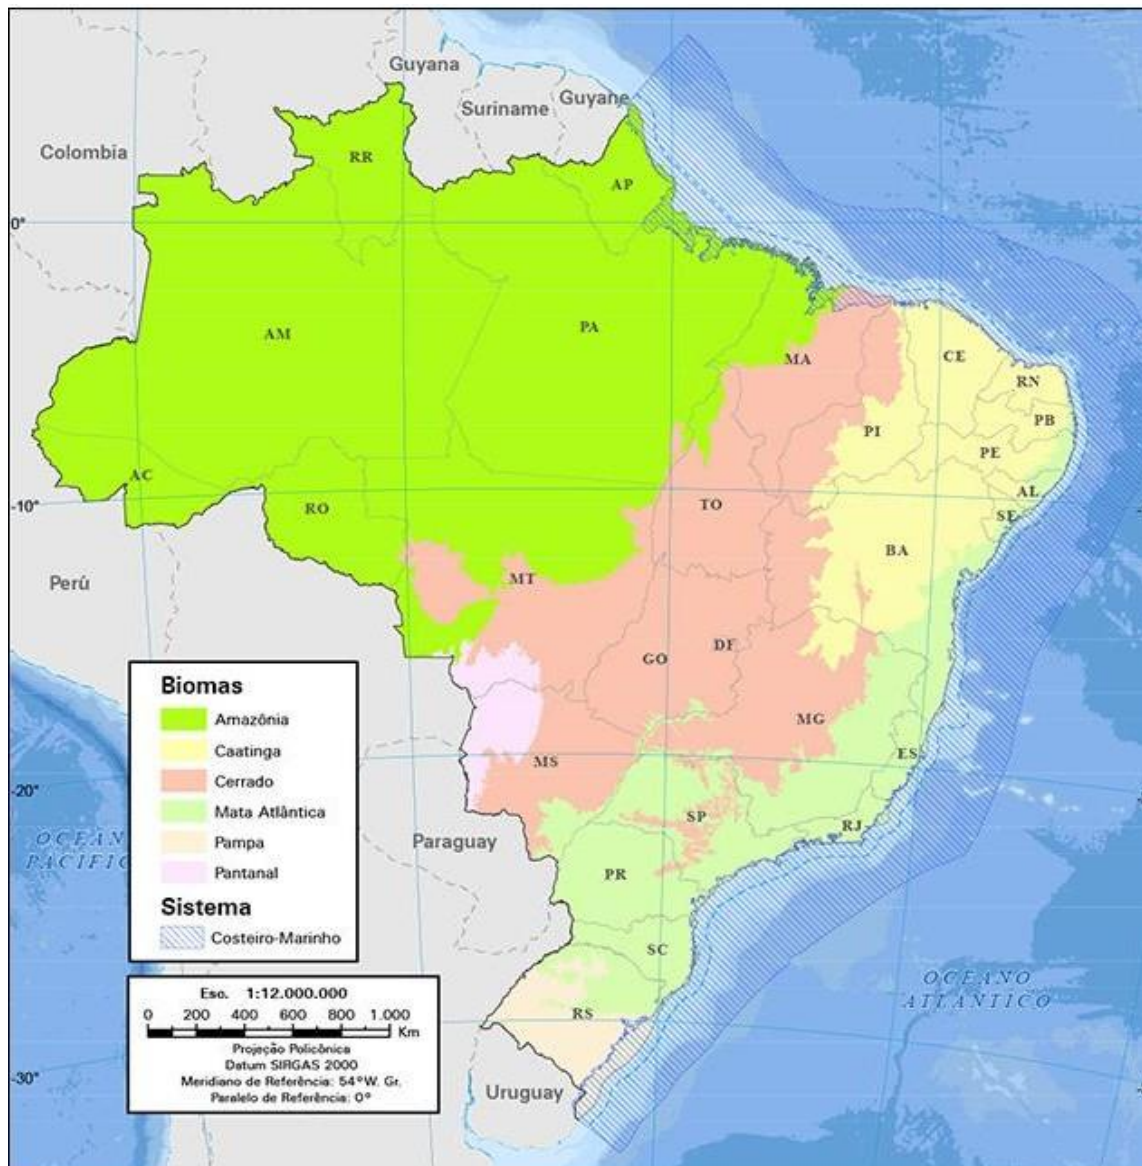 Guyana
Suriname
Guyane
Colombia
RR
AP
0°
AM
PA
MA
CE
RN
PI
PB
PE
AC
AL
-10°
RO
TO
SE
BA
Perú
MT
GO
DF
MG
ES
MS
-20°
SP
RJ
Paraguay
PR
SC
RS
Uruguay
-30°
OCEANO
PACÍFICO
OCEANO
ATLÂNTICO
Biomas
Amazônia
Caatinga
Cerrado
Mata Atlântica
Pampa
Pantanal
Sistema
Costeiro-Marinho
Esc. 1:12.000.000
0 200 400 600 800 1.000
Km
Projeção Policônica
Datum SIRGAS 2000
Meridiano de Referência: 54°W. Gr.
Paralelo de Referência: 0°